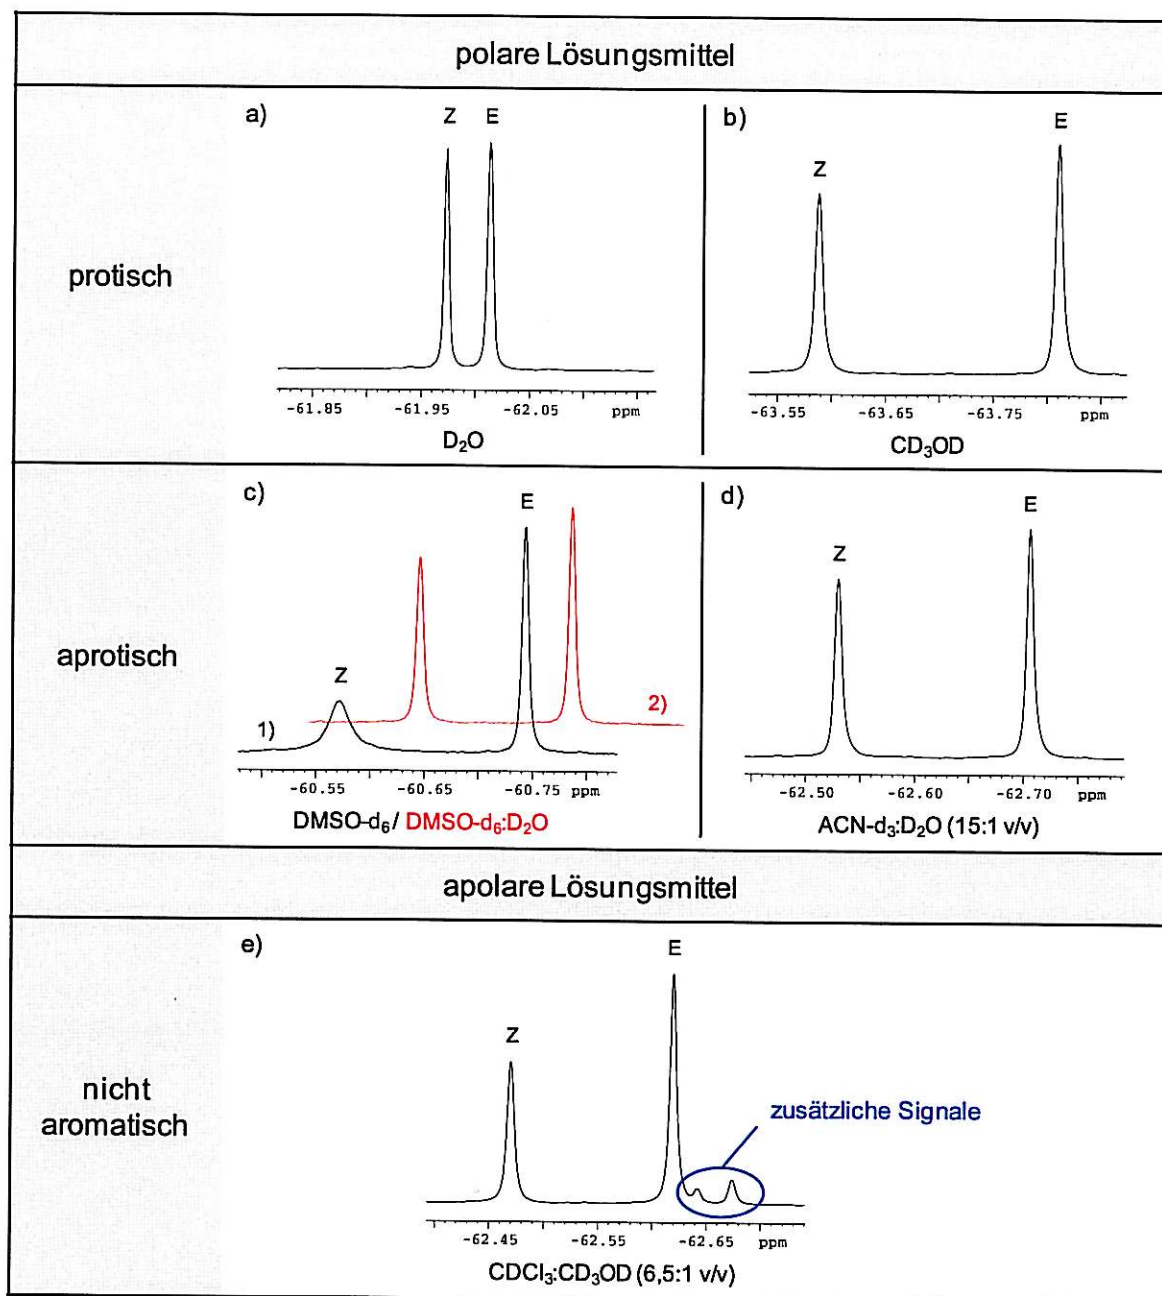 polare Lösungsmittel
protisch
a)
Z E
-61.85 -61.95 -62.05 ppm
D₂O
b)
Z
E
-63.55 -63.65 -63.75 ppm
CD₃OD
aprotisch
c)
E
Z
1)
2)
-60.55 -60.65 -60.75 ppm
DMSO-d₆/ DMSO-d₆:D₂O
d)
E
Z
-62.50 -62.60 -62.70 ppm
ACN-d₃:D₂O (15:1 v/v)
apolare Lösungsmittel
nicht
aromatisch
e)
E
Z
zusätzliche Signale
-62.45 -62.55 -62.65 ppm
CDCl₃:CD₃OD (6,5:1 v/v)